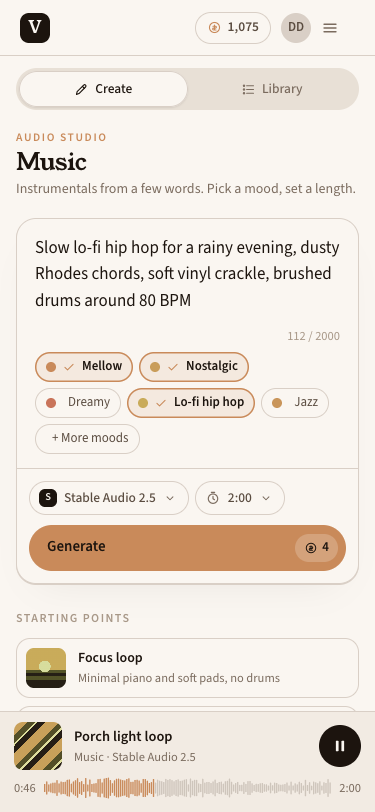 V
1,075
DD
Create
Library
AUDIO STUDIO
Music
Instrumentals from a few words. Pick a mood, set a length.
Slow lo-fi hip hop for a rainy evening, dusty
Rhodes chords, soft vinyl crackle, brushed
drums around 80 BPM
112 / 2000
Mellow
Nostalgic
Dreamy
Lo-fi hip hop
Jazz
+ More moods
S Stable Audio 2.5
2:00
Generate
4
STARTING POINTS
Focus loop
Minimal piano and soft pads, no drums
Porch light loop
Music · Stable Audio 2.5
0:46
2:00